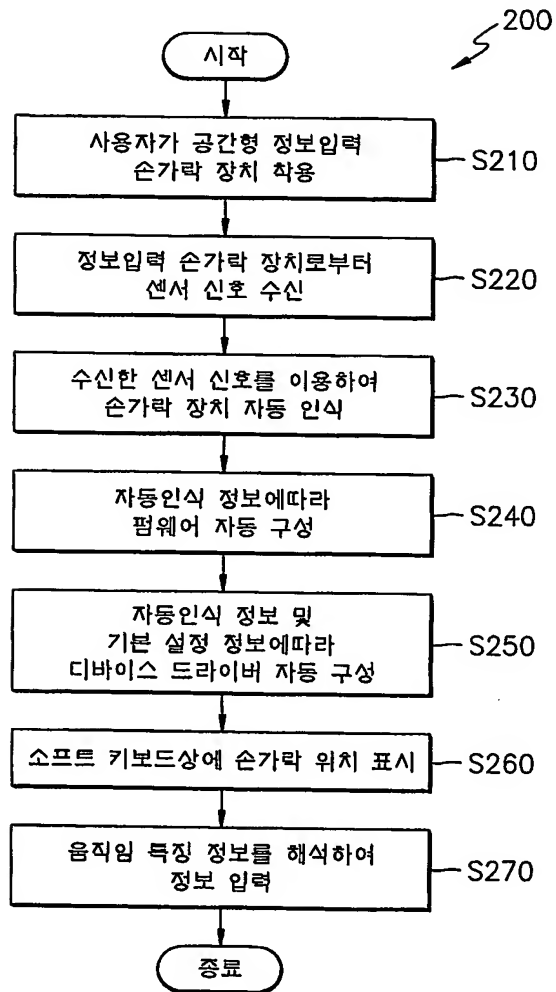 200
시작
사용자가 공간형 정보입력
손가락 장치 착용
S210
정보입력 손가락 장치로부터
센서 신호 수신
S220
수신한 센서 신호를 이용하여
손가락 장치 자동 인식
S230
자동인식 정보에따라
펌웨어 자동 구성
S240
자동인식 정보 및
기본 설정 정보에따라
디바이스 드라이버 자동 구성
S250
소프트 키보드상에 손가락 위치 표시
S260
움직임 특징 정보를 해석하여
정보 입력
S270
종료